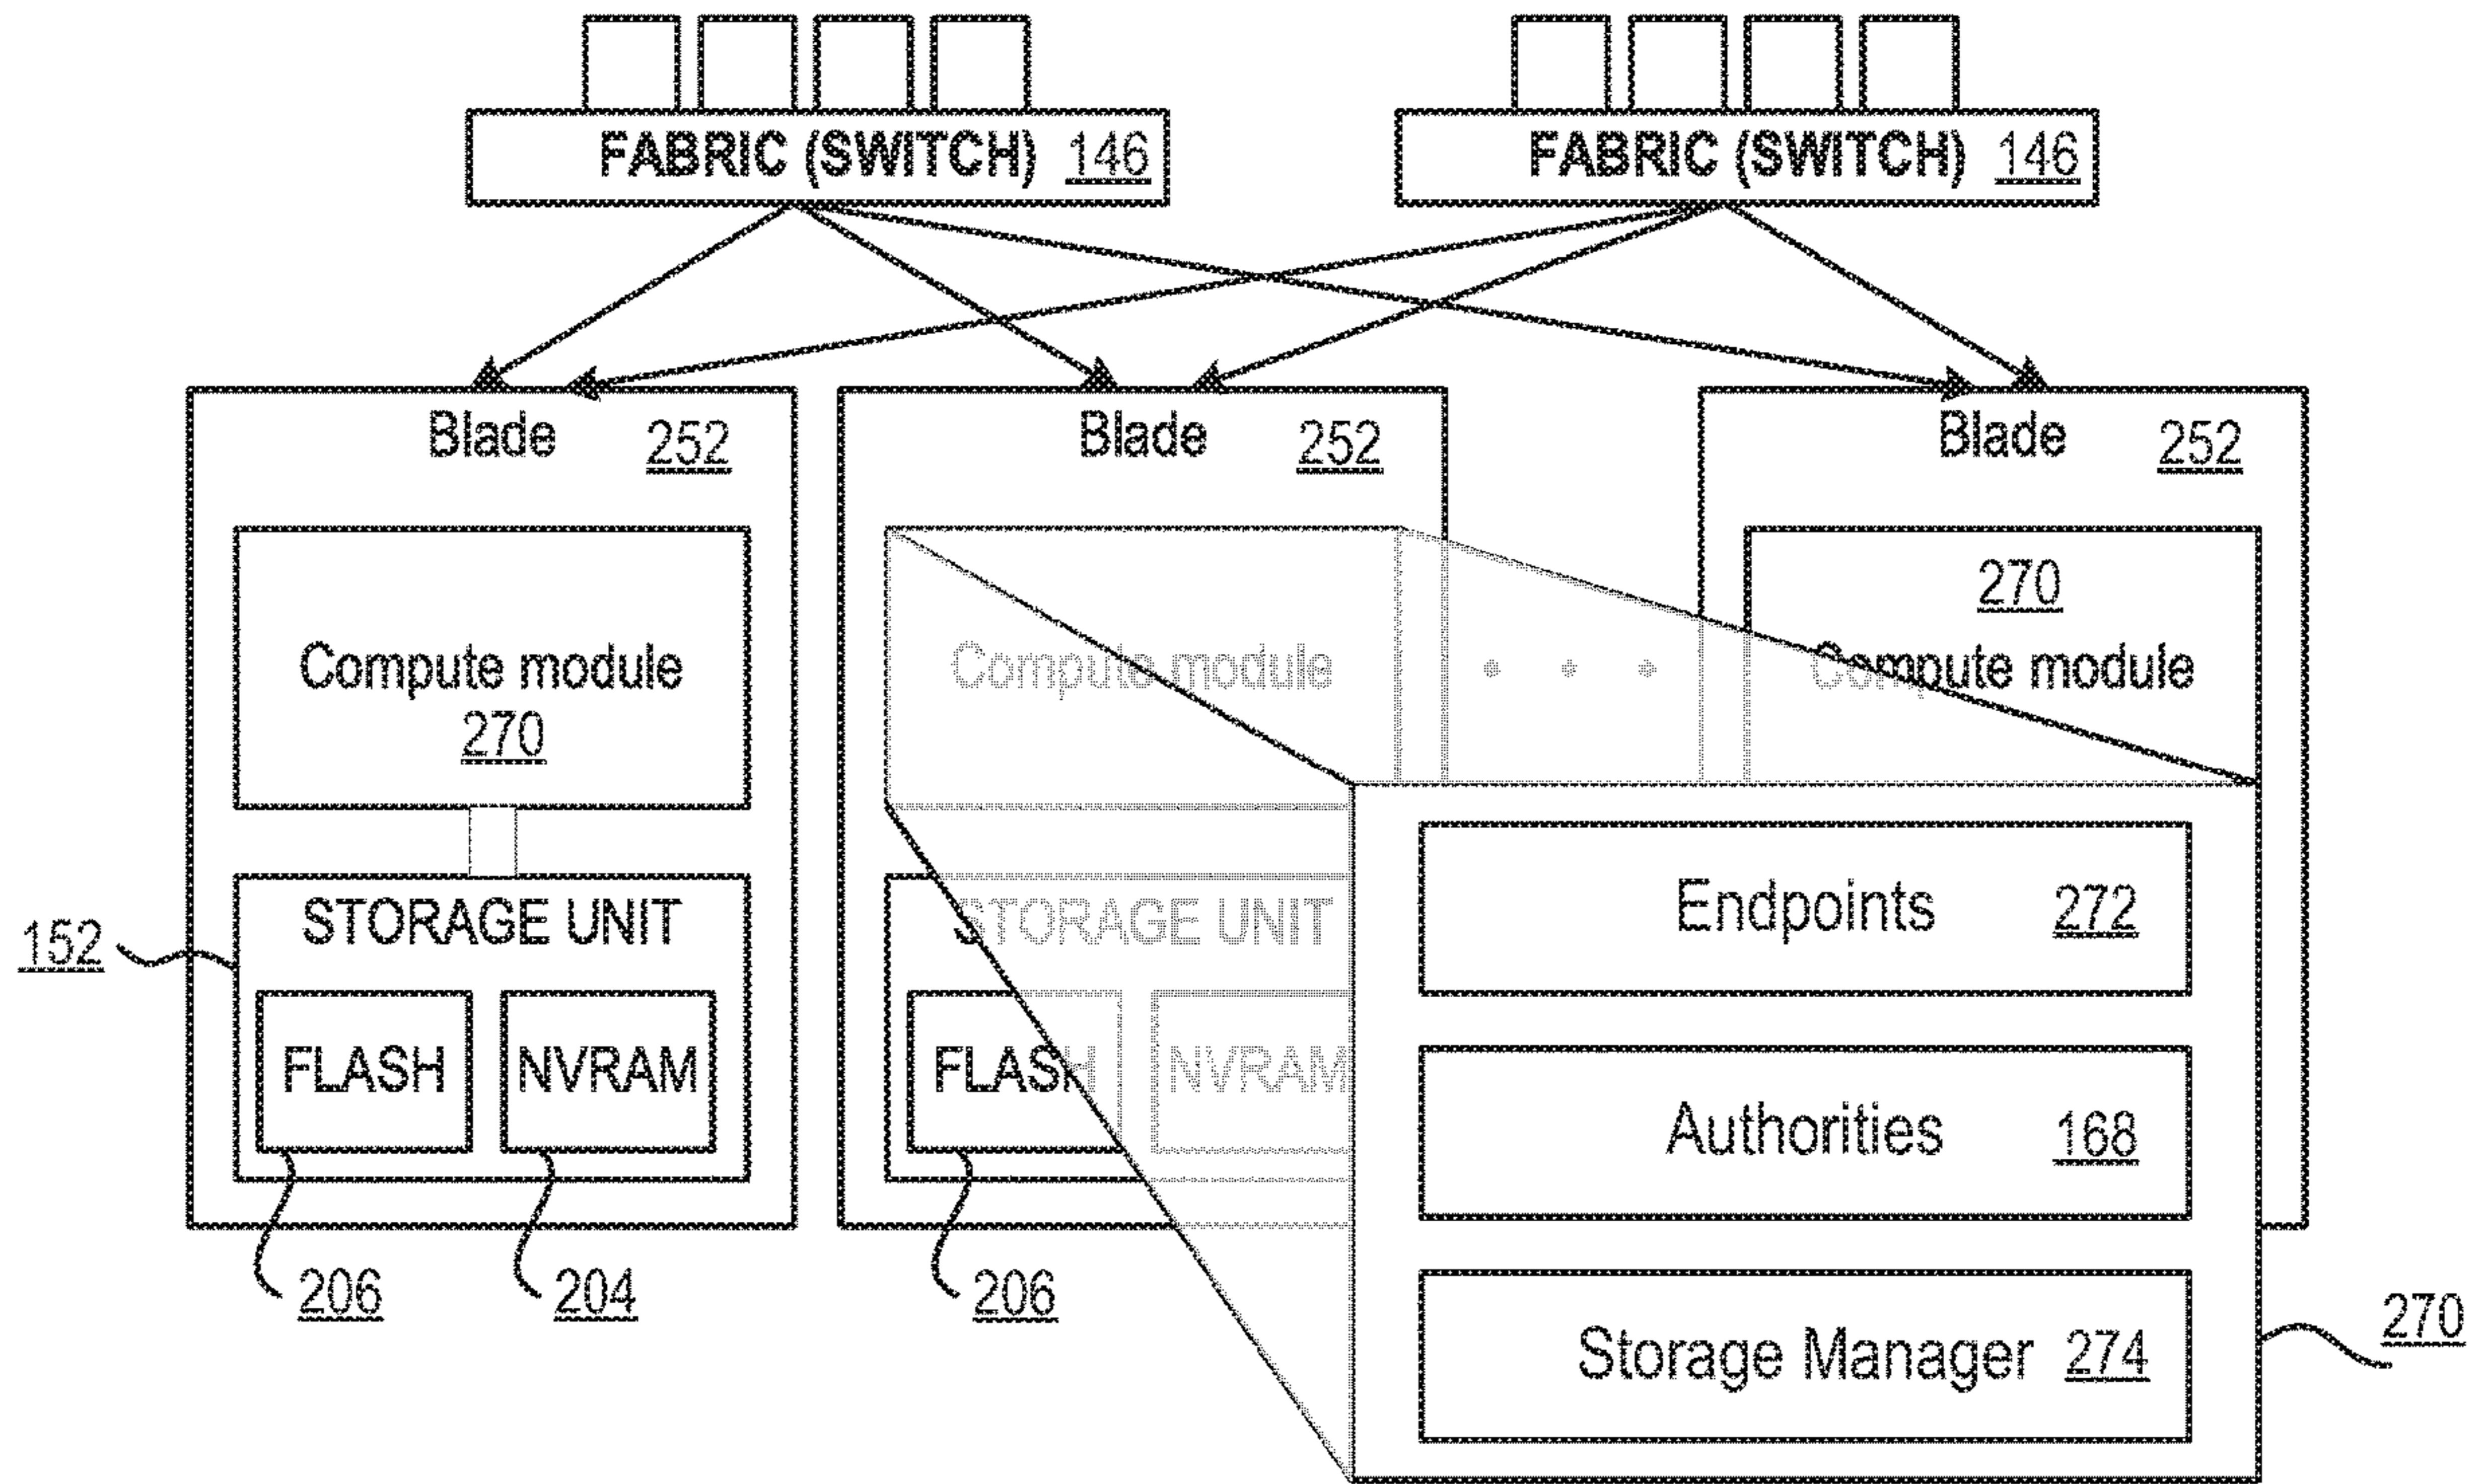 FABRIC (SWITCH) 146
FABRIC (SWITCH) 146
Blade 252
Blade 252
Blade 252
Compute module
270
Compute module
270
Compute module
152
STORAGE UNIT
FLASH
NVRAM
206
204
STORAGE UNIT
FLASH
NVRAM
206
Endpoints 272
Authorities 168
Storage Manager 274
270